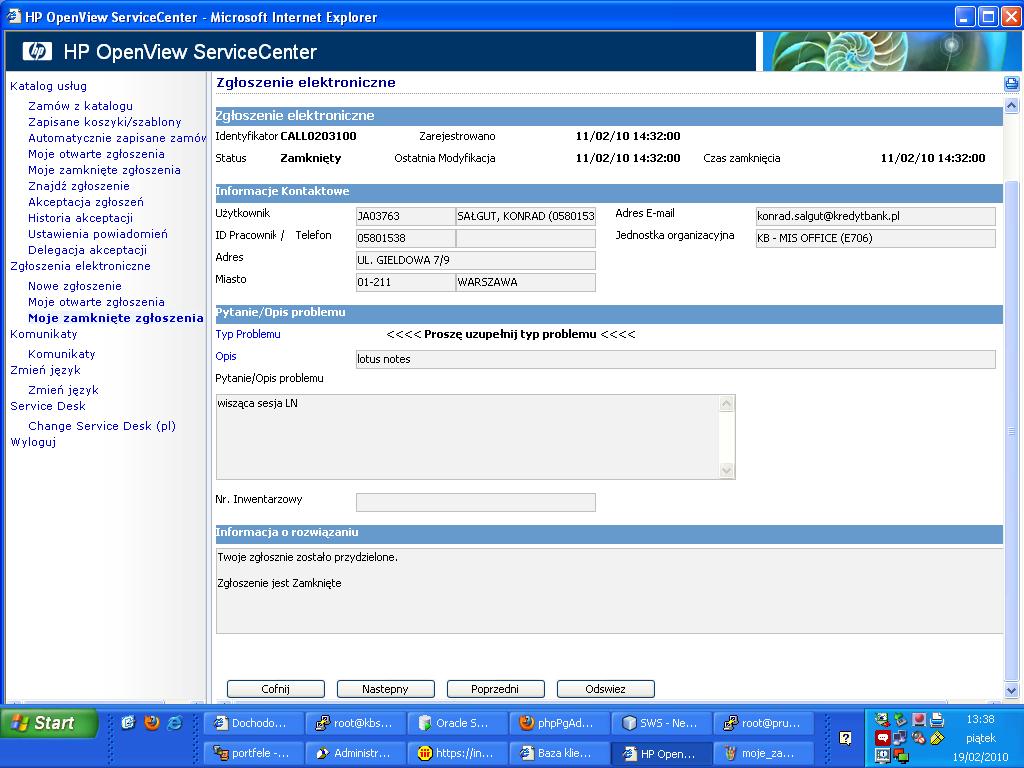 HP OpenView ServiceCenter - Microsoft Internet Explorer
hp HP OpenView ServiceCenter
Katalog usług
Zamów z katalogu
Zapisane koszyki/szablony
Automatycznie zapisane zamów
Moje otwarte zgłoszenia
Moje zamknięte zgłoszenia
Znajdź zgłoszenie
Akceptacja zgłoszeń
Historia akceptacji
Ustawienia powiadomień
Delegacja akceptacji
Zgłoszenia elektroniczne
Nowe zgłoszenie
Moje otwarte zgłoszenia
Moje zamknięte zgłoszenia
Komunikaty
Komunikaty
Zmień język
Zmień język
Service Desk
Change Service Desk (pl)
Wyloguj
Zgłoszenie elektroniczne
Zgłoszenie elektroniczne
Identyfikator CALL0203100 Zarejestrowano 11/02/10 14:32:00
Status Zamknięty Ostatnia Modyfikacja 11/02/10 14:32:00 Czas zamknięcia 11/02/10 14:32:00
Informacje Kontaktowe
Użytkownik JA03763 SAŁGUT, KONRAD (0580153 Adres E-mail konrad.salgut@kredytbank.pl
ID Pracownik / Telefon 05801538 Jednostka organizacyjna KB - MIS OFFICE (E706)
Adres UL. GIELDOWA 7/9
Miasto 01-211 WARSZAWA
Pytanie/Opis problemu
Typ Problemu <<<< Proszę uzupełnij typ problemu <<<<
Opis lotus notes
Pytanie/Opis problemu
wisząca sesja LN
Nr. Inwentarzowy
Informacja o rozwiązaniu
Twoje zgłosznie zostało przydzielone.
Zgłoszenie jest Zamknięte
Cofnij Nastepny Poprzedni Odswiez
Start Dochodo... root@kbs... Oracle S... phpPgAd... SWS - Ne... root@pru... 13:38
piątek
portfele -... Administr... https://in... Baza klie... HP Open... moje_za... 19/02/2010